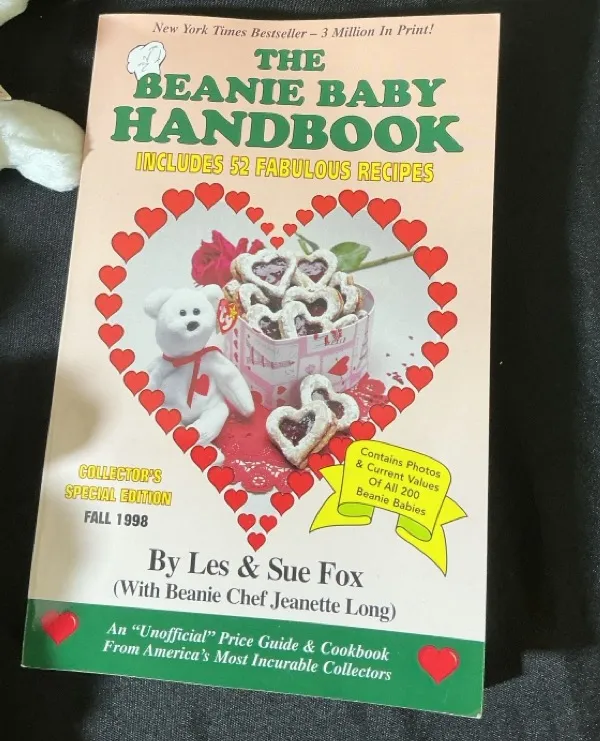 New York Times Bestseller – 3 Million In Print!
THE
BEANIE BABY
HANDBOOK
INCLUDES 52 FABULOUS RECIPES
Contains Photos
& Current Values
Of All 200
Beanie Babies
COLLECTOR'S
SPECIAL EDITION
FALL 1998
By Les & Sue Fox
(With Beanie Chef Jeanette Long)
An "Unofficial" Price Guide & Cookbook
From America's Most Incurable Collectors